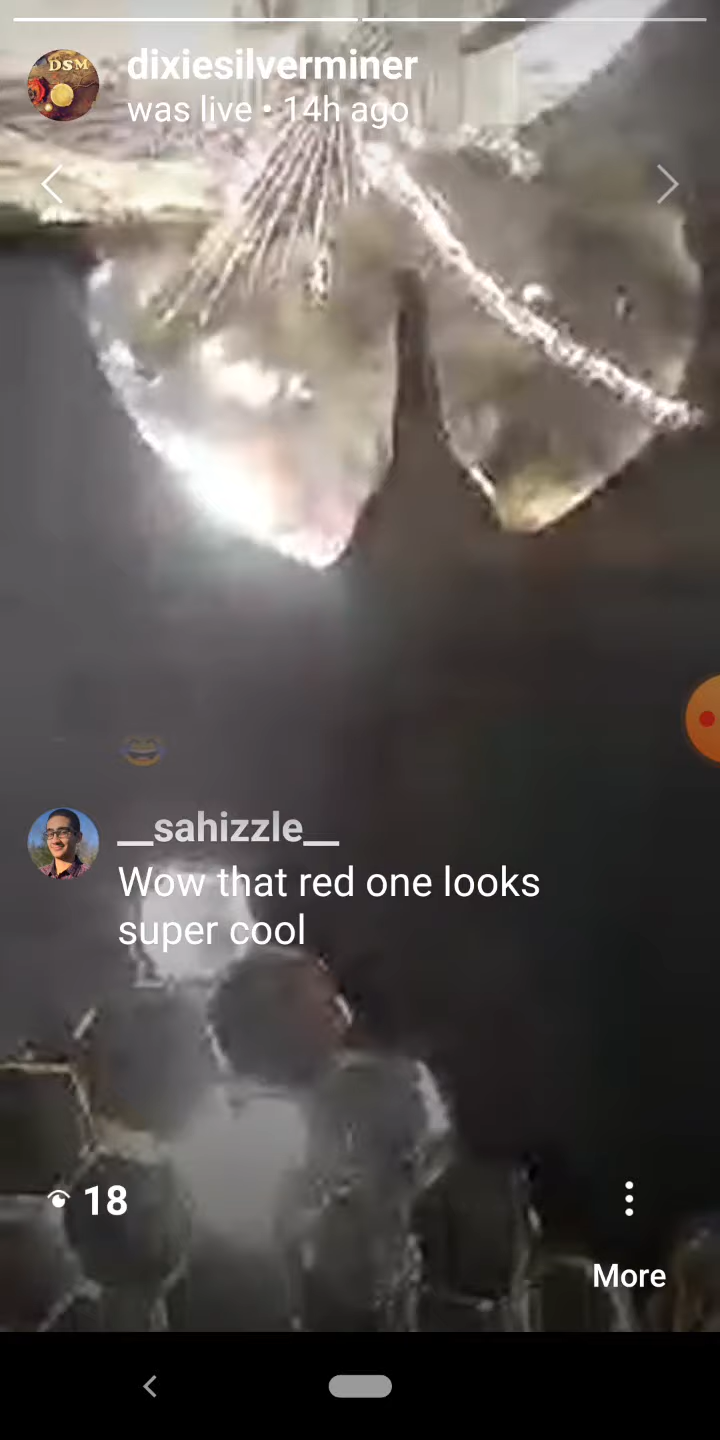 DSM
dixiesilverminer
was live • 14h ago
😂
__sahizzle__
Wow that red one looks
super cool
18
More